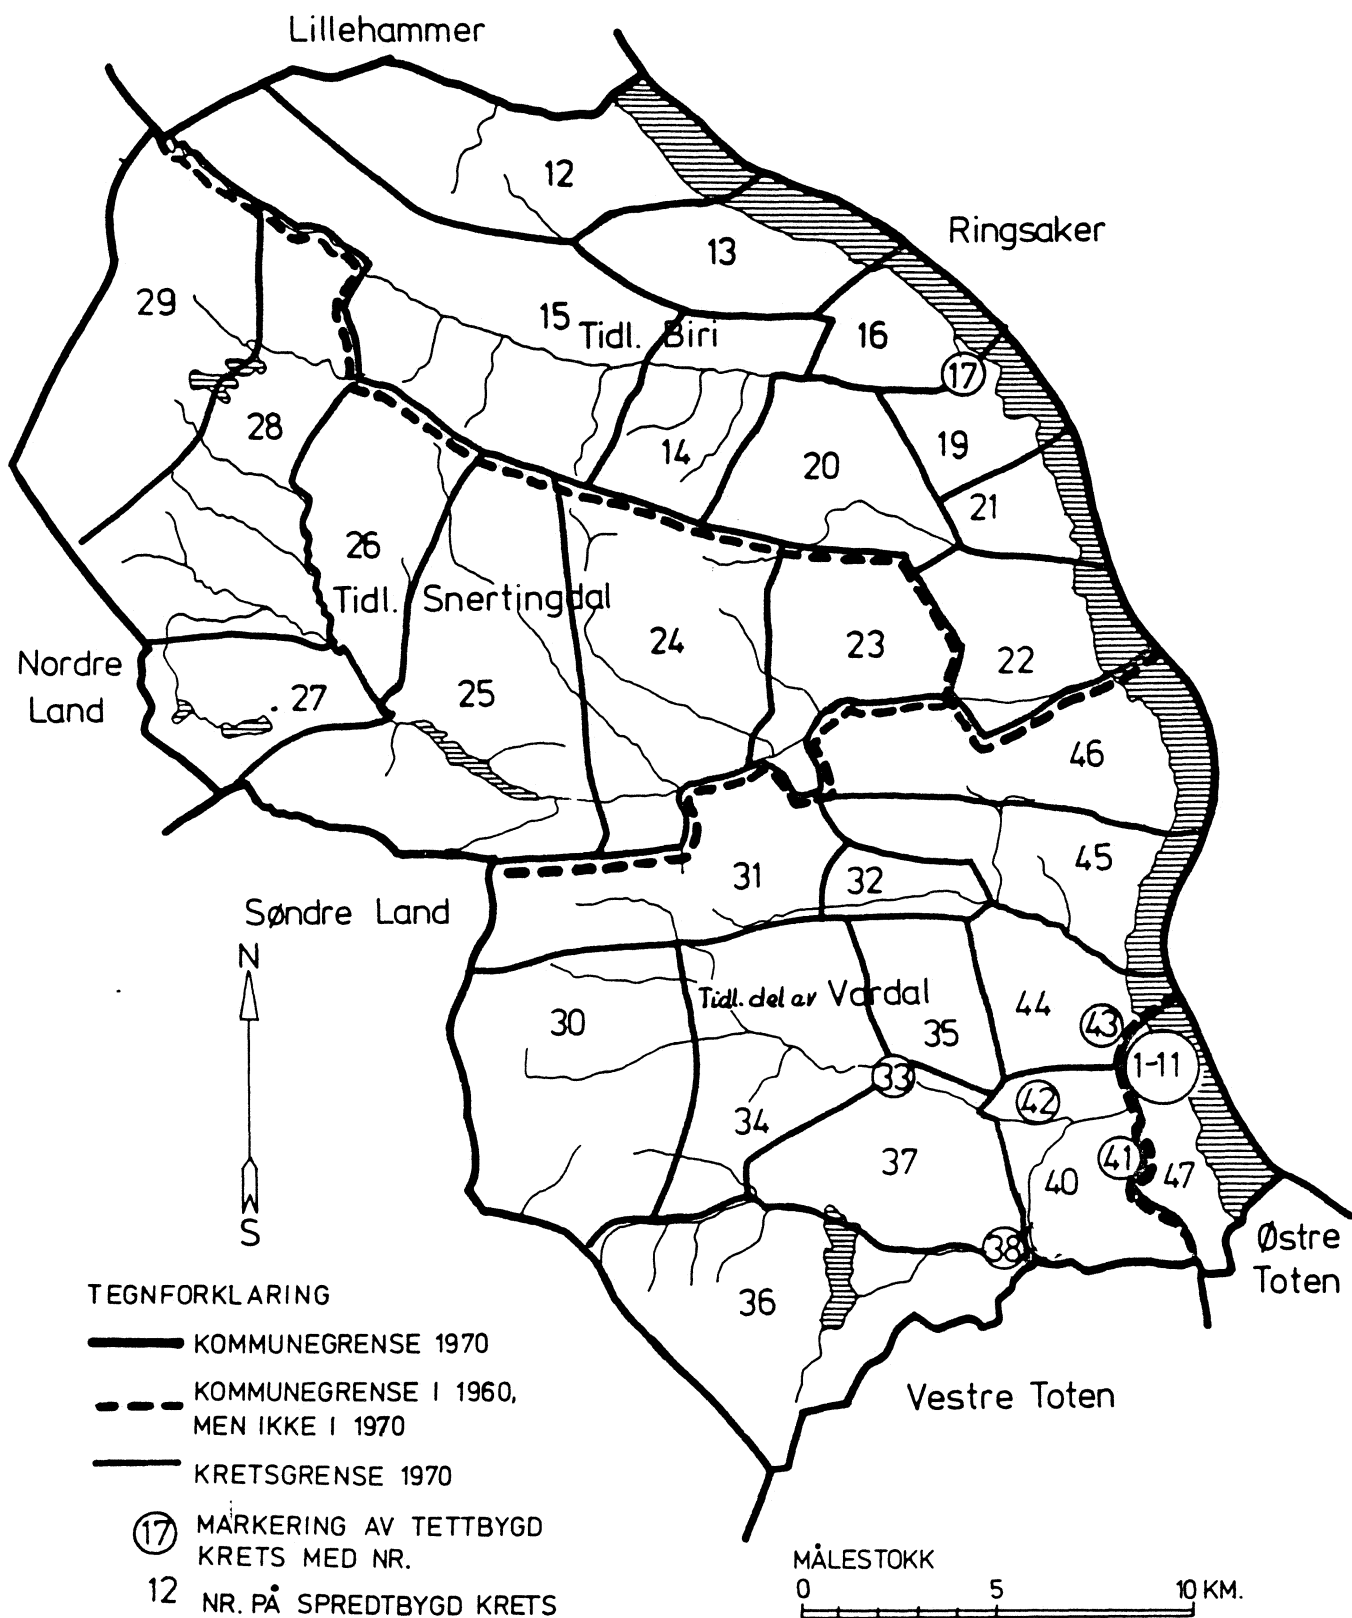 Lillehammer
12
Ringsaker
13
29
15
Tidl. Biri
16
17
28
14
20
19
21
26
Tidl. Snertingdal
24
23
22
Nordre
Land
27
25
46
45
31
32
Søndre Land
N
Tidl. del av Vardal
30
35
44
43
1-11
33
42
34
37
41
40
47
S
38
Østre
Toten
36
Vestre Toten
TEGNFORKLARING
KOMMUNEGRENSE 1970
KOMMUNEGRENSE I 1960,
MEN IKKE I 1970
KRETSGRENSE 1970
17 MARKERING AV TETTBYGD
KRETS MED NR.
12 NR. PÅ SPREDTBYGD KRETS
MÅLESTOKK
0 5 10 KM.